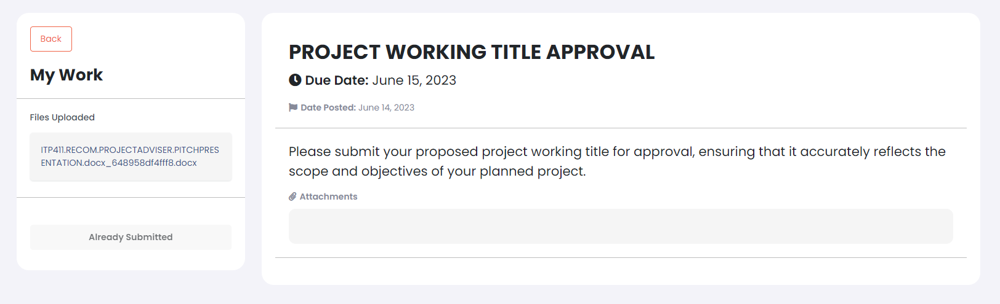 Back
My Work
Files Uploaded
ITP411.RECOM.PROJECTADVISER.PITCHPRES
ENTATION.docx_648958df4fff8.docx
Already Submitted
PROJECT WORKING TITLE APPROVAL
Due Date: June 15, 2023
Date Posted: June 14, 2023
Please submit your proposed project working title for approval, ensuring that it accurately reflects the
scope and objectives of your planned project.
Attachments